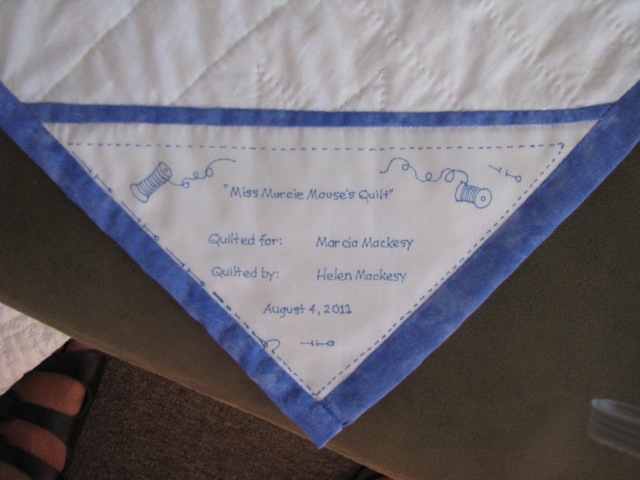 "Miss Marcie Mouse's Quilt"
Quilted for: Marcia Mackesy
Quilted by: Helen Mackesy
August 4, 2011